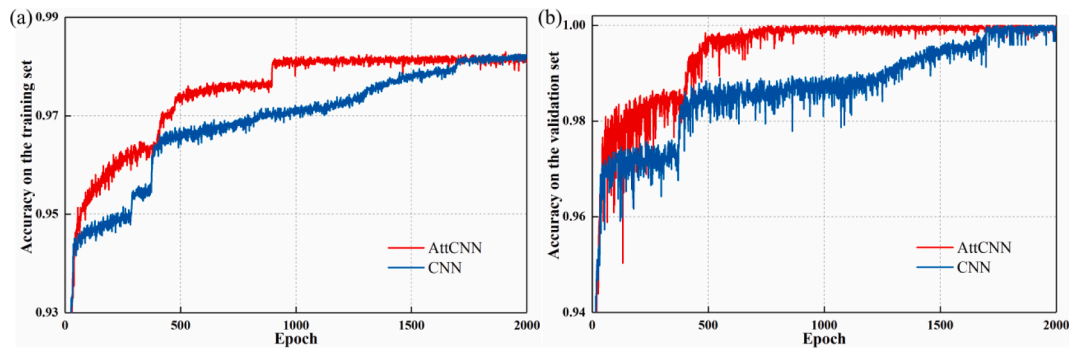 (a)
Accuracy on the training set
0.99
0.97
0.95
0.93
0
500
1000
1500
2000
Epoch
AttCNN
CNN
(b)
Accuracy on the validation set
1.00
0.98
0.96
0.94
0
500
1000
1500
2000
Epoch
AttCNN
CNN